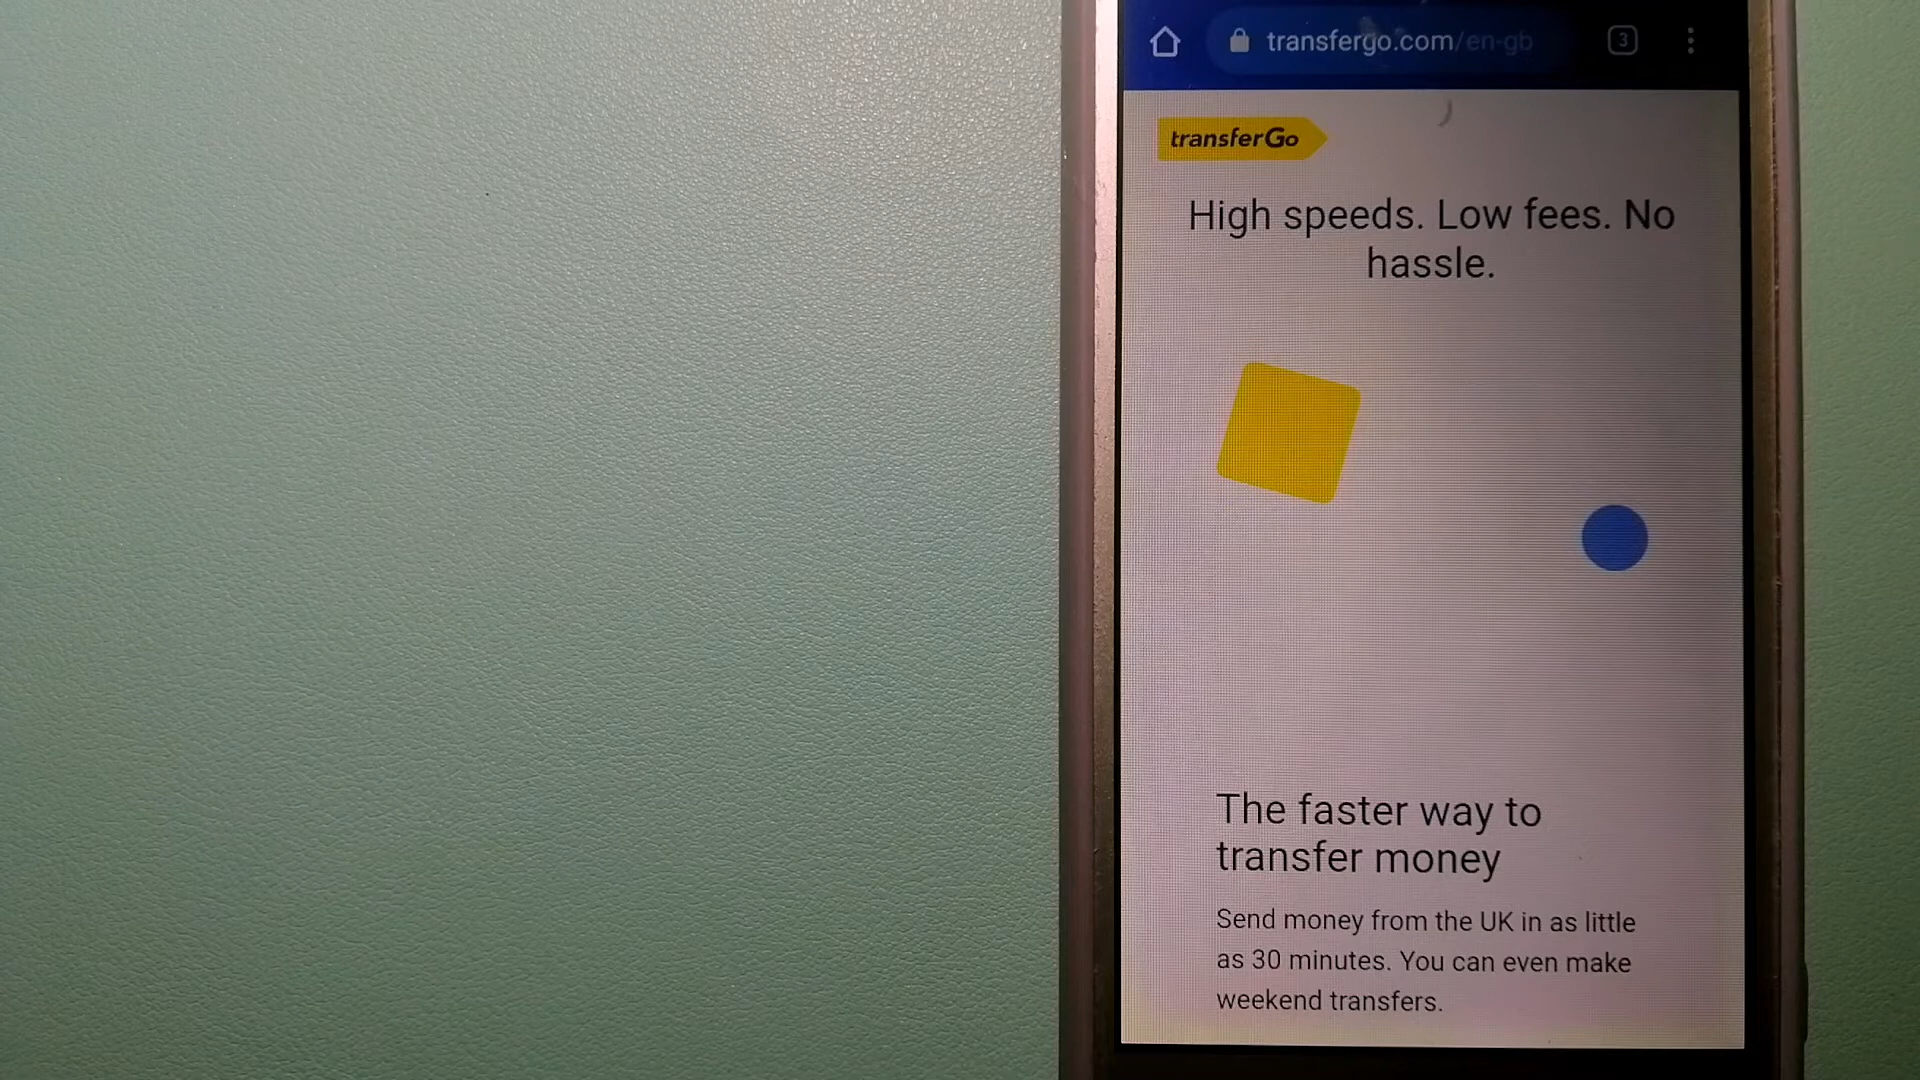 transfergo.com/en-gb
3
transferGo
High speeds. Low fees. No
hassle.
The faster way to
transfer money
Send money from the UK in as little
as 30 minutes. You can even make
weekend transfers.